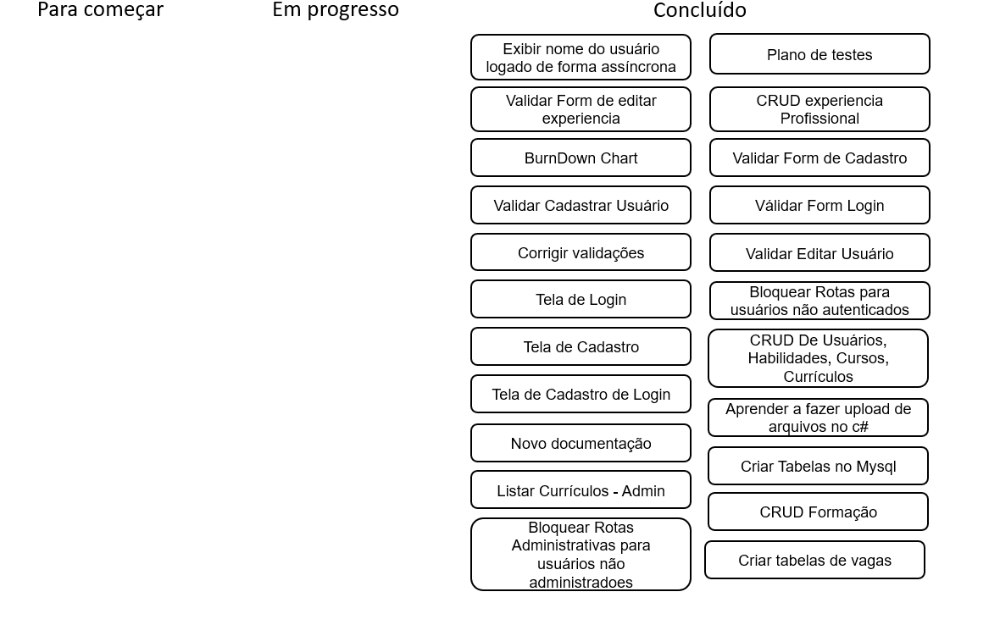 Para começar
Em progresso
Concluído
Exibir nome do usuário
logado de forma assíncrona
Validar Form de editar
experiencia
BurnDown Chart
Validar Cadastrar Usuário
Corrigir validações
Tela de Login
Tela de Cadastro
Tela de Cadastro de Login
Novo documentação
Listar Currículos - Admin
Bloquear Rotas
Administrativas para
usuários não
administradoes
Plano de testes
CRUD experiencia
Profissional
Validar Form de Cadastro
Válidar Form Login
Validar Editar Usuário
Bloquear Rotas para
usuários não autenticados
CRUD De Usuários,
Habilidades, Cursos,
Currículos
Aprender a fazer upload de
arquivos no c#
Criar Tabelas no Mysql
CRUD Formação
Criar tabelas de vagas